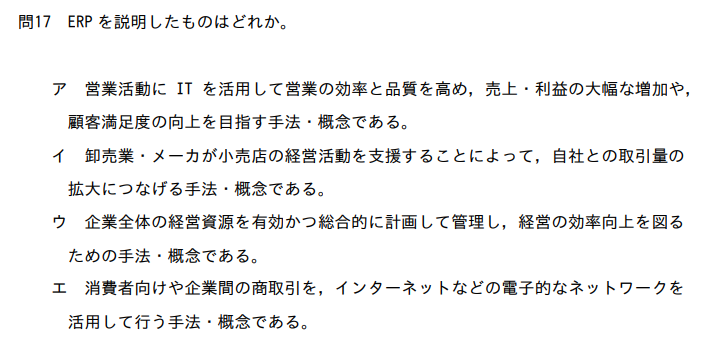 問17　ERP を説明したものはどれか。
ア　営業活動に IT を活用して営業の効率と品質を高め，売上・利益の大幅な増加や，
顧客満足度の向上を目指す手法・概念である。
イ　卸売業・メーカが小売店の経営活動を支援することによって，自社との取引量の
拡大につなげる手法・概念である。
ウ　企業全体の経営資源を有効かつ総合的に計画して管理し，経営の効率向上を図る
ための手法・概念である。
エ　消費者向けや企業間の商取引を，インターネットなどの電子的なネットワークを
活用して行う手法・概念である。